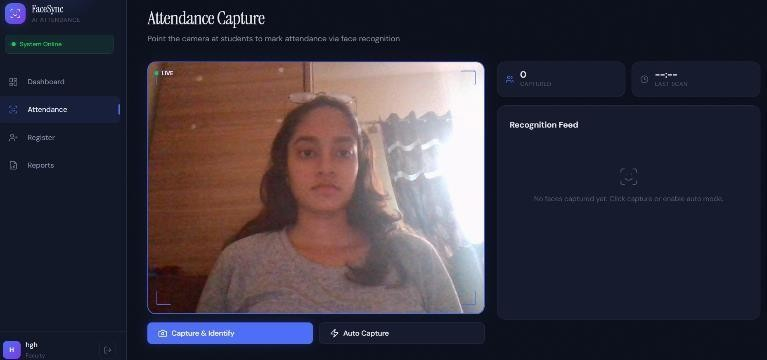 FaceSync
AI ATTENDANCE
System Online
Dashboard
Attendance
Register
Reports
hgh
Faculty
Attendance Capture
Point the camera at students to mark attendance via face recognition
LIVE
Capture & Identify
Auto Capture
0
CAPTURED
--:--
LAST SCAN
Recognition Feed
No faces captured yet. Click capture or enable auto mode.
H